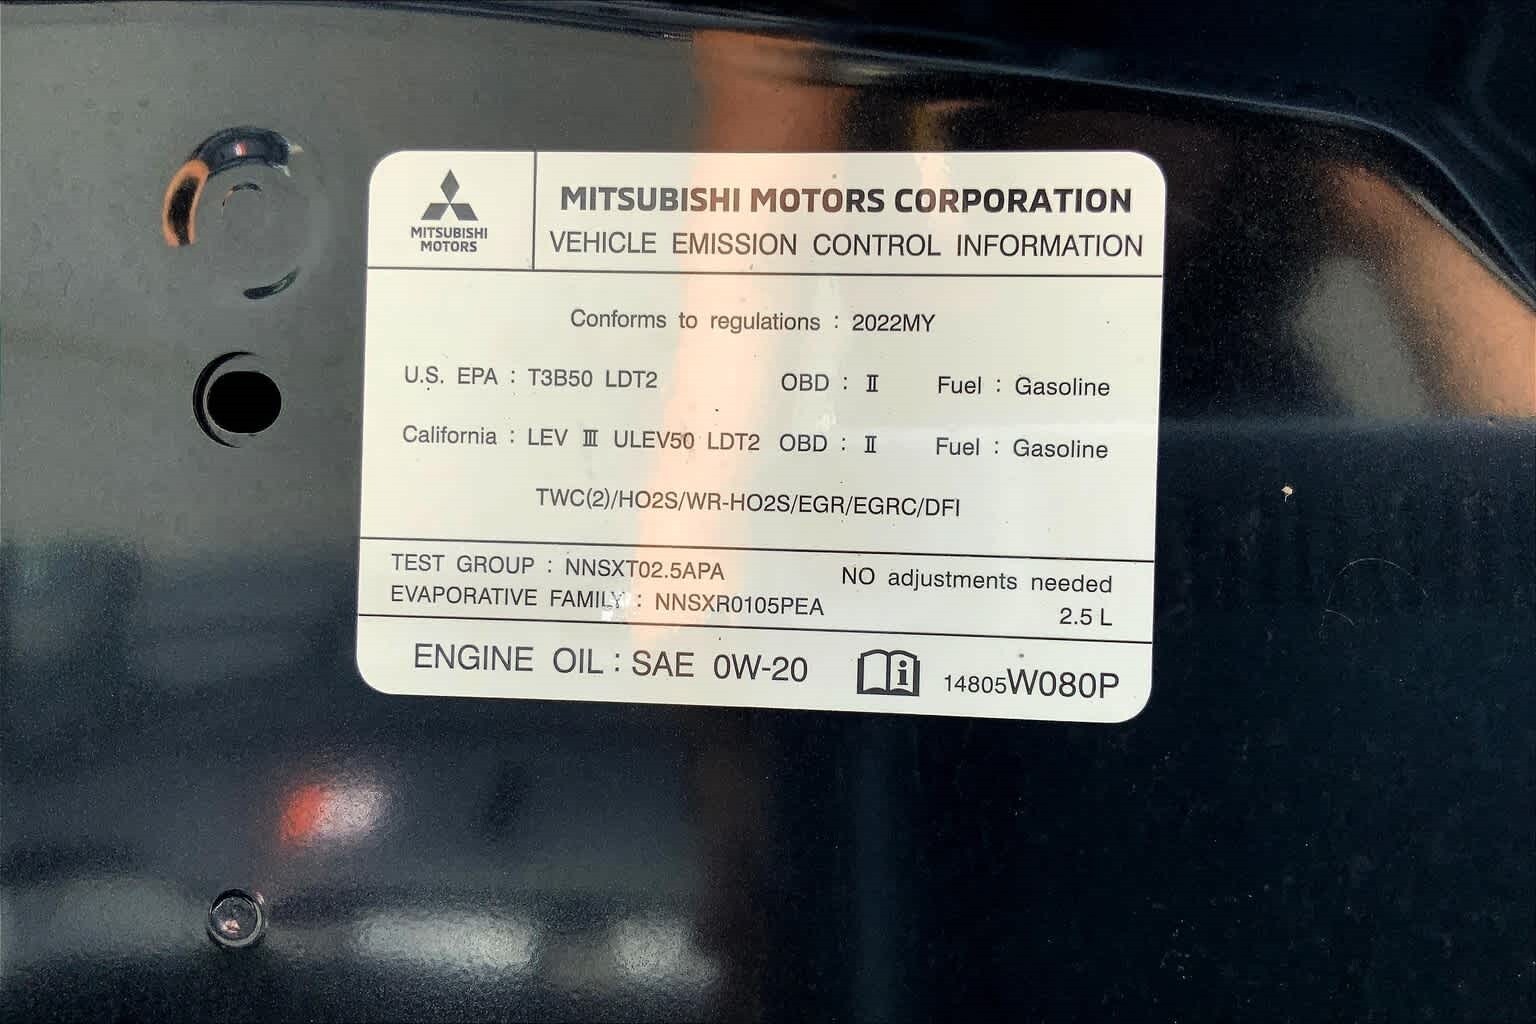 MITSUBISHI
MOTORS
MITSUBISHI MOTORS CORPORATION
VEHICLE EMISSION CONTROL INFORMATION
Conforms to regulations : 2022MY
U.S. EPA : T3B50 LDT2 OBD : Ⅱ Fuel : Gasoline
California : LEV Ⅲ ULEV50 LDT2 OBD : Ⅱ Fuel : Gasoline
TWC(2)/HO2S/WR-HO2S/EGR/EGRC/DFI
TEST GROUP : NNSXT02.5APA
EVAPORATIVE FAMILY : NNSXR0105PEA
NO adjustments needed
2.5 L
ENGINE OIL : SAE 0W-20
14805W080P